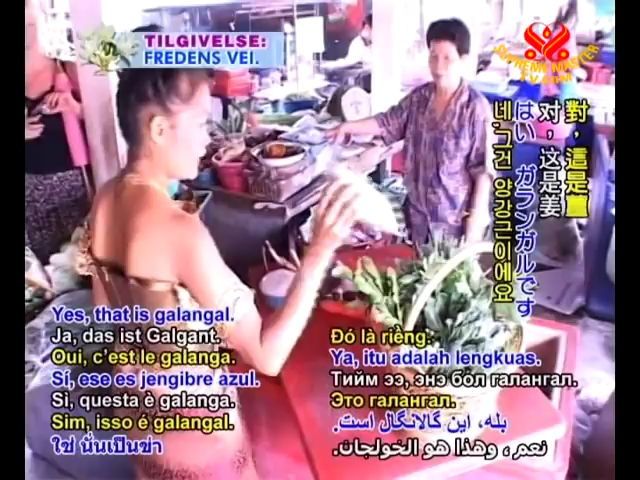 TILGIVELSE:
FREDENS VEI.
SUPREME MASTER
TV
對，這是薑
对，这是姜
はい ガランガルです
네, 그건 양강근이에요
Yes, that is galangal.
Ja, das ist Galgant.
Oui, c'est le galanga.
Sí, ese es jengibre azul.
Sì, questa è galanga.
Sim, isso é galangal.
ใช่ นั่นเป็นข่า
Đó là riềng.
Ya, itu adalah lengkuas.
Тийм ээ, энэ бол галангал.
Это галангал.
بله، این گالانگال است.
نعم ، وهذا هو الخولجان.